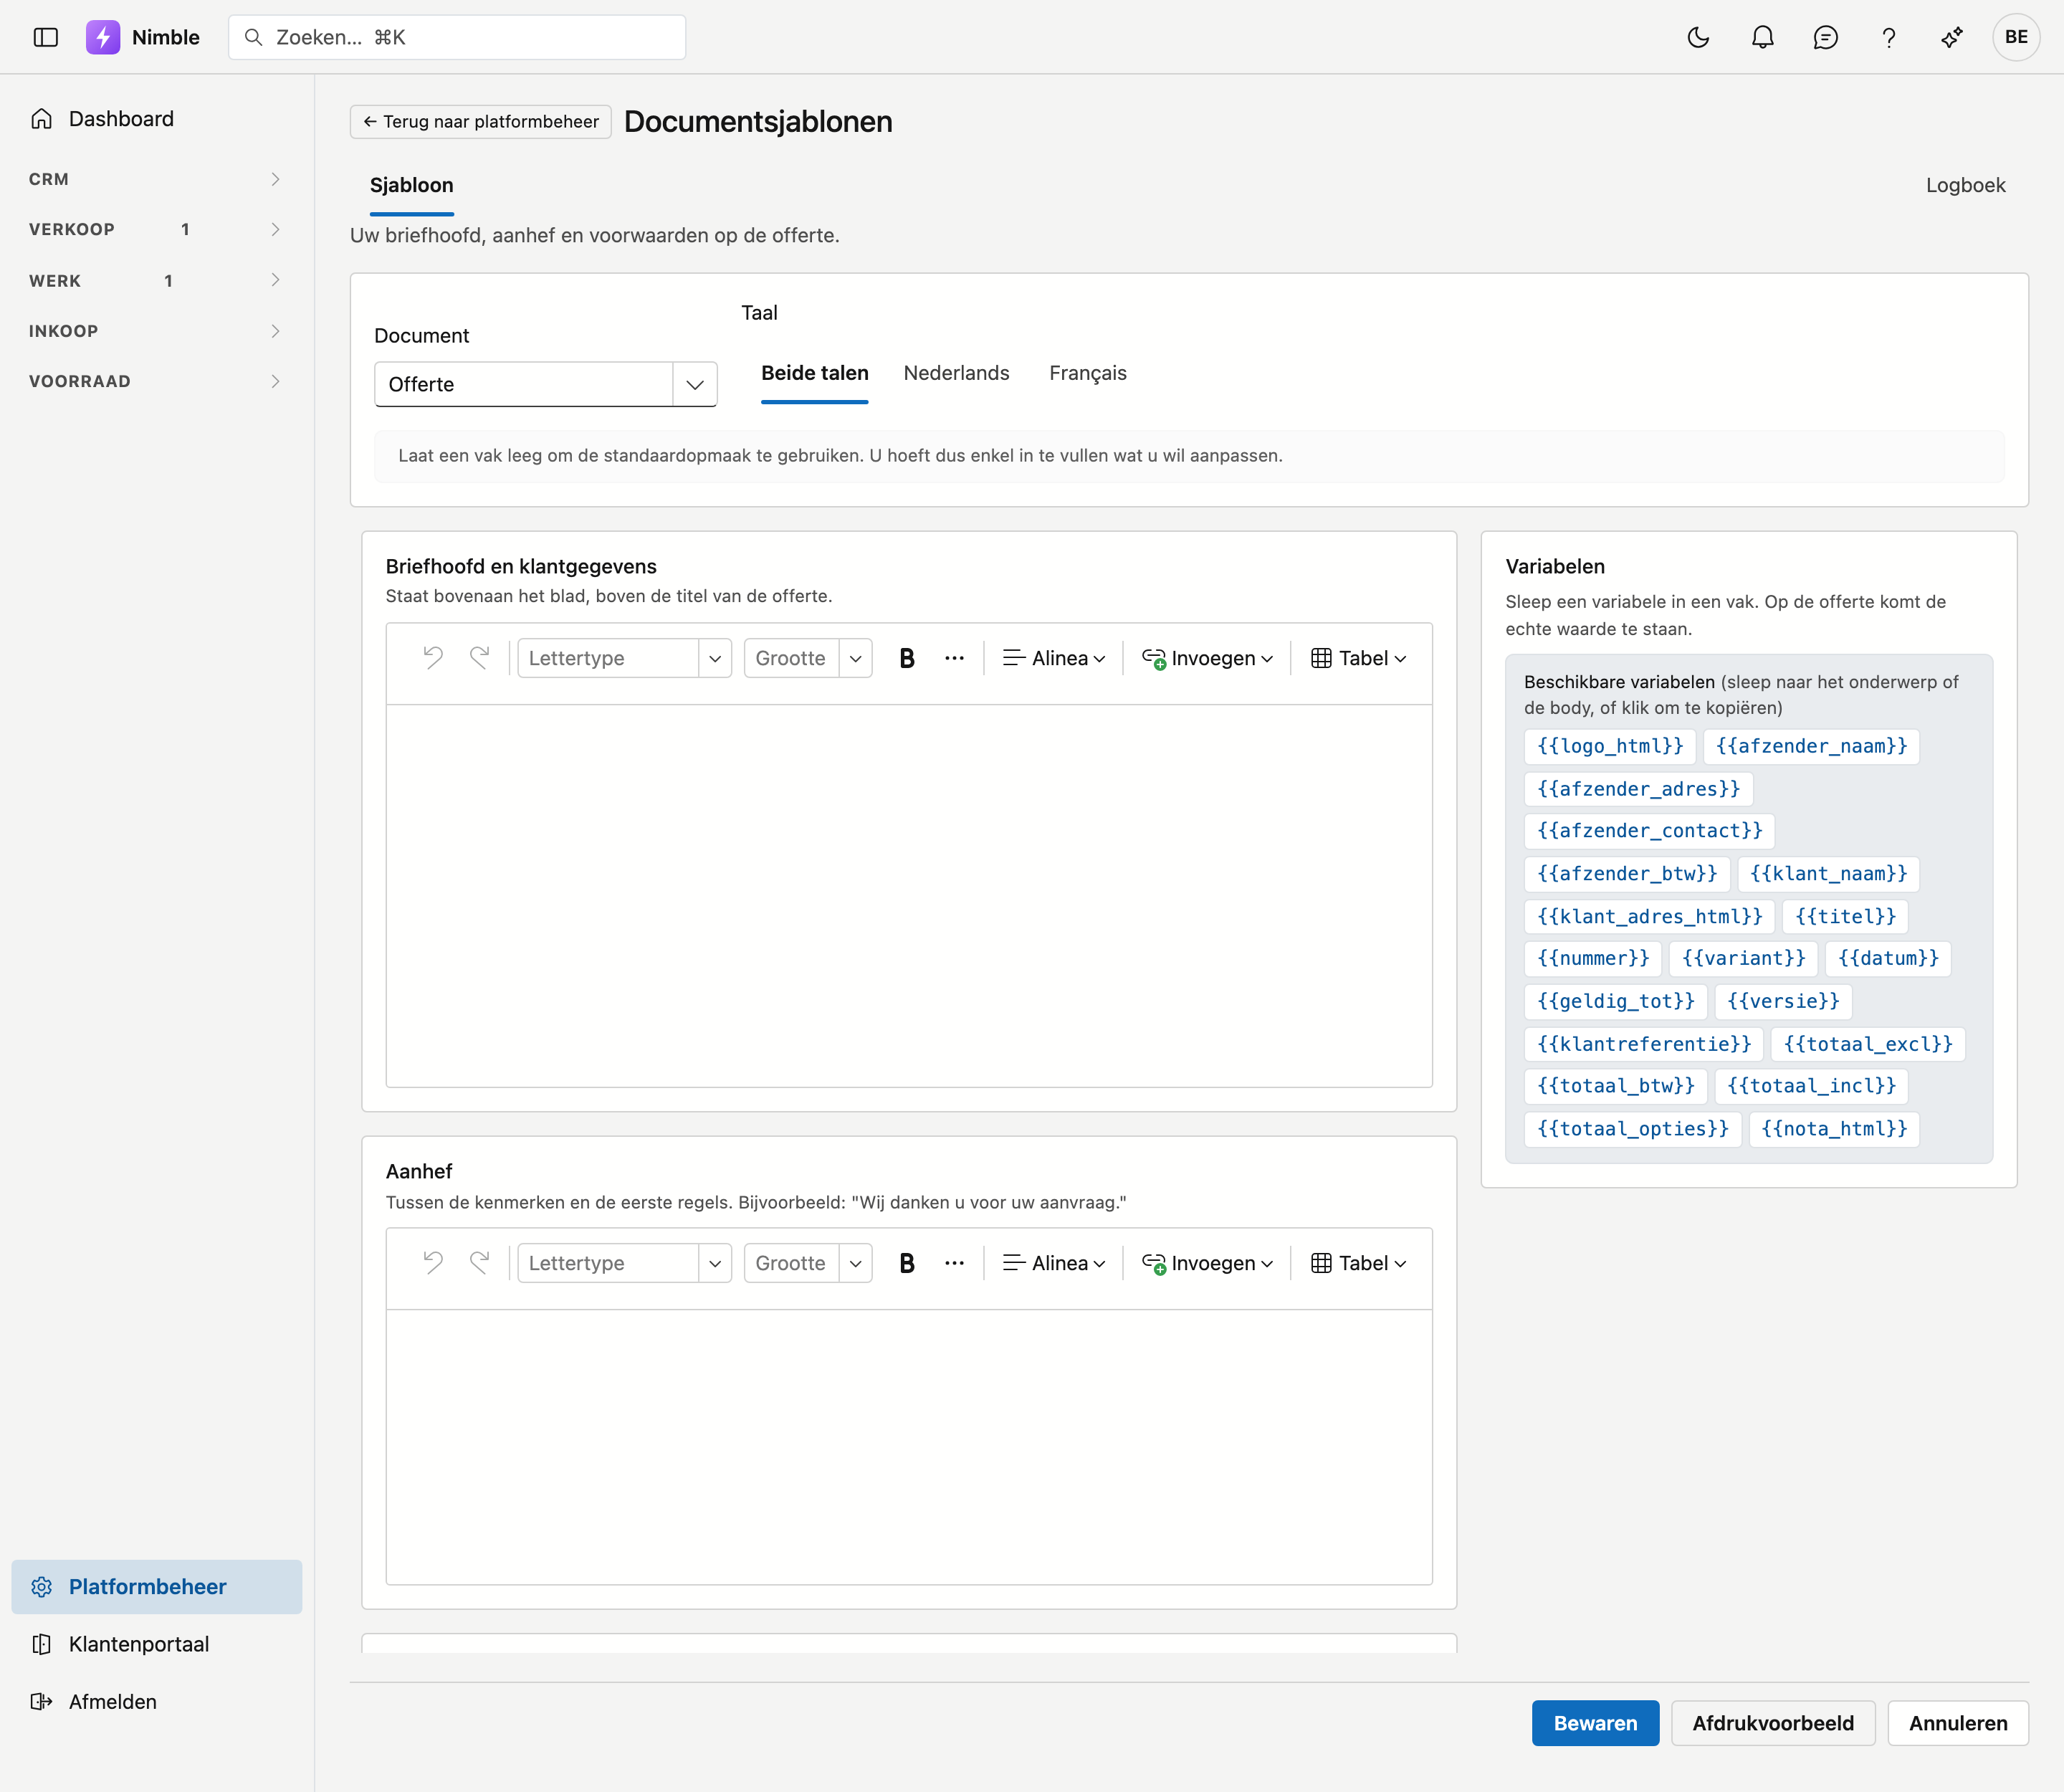 Nimble
Zoeken... ⌘K
BE
Dashboard
CRM
VERKOOP 1
WERK 1
INKOOP
VOORRAAD
Platformbeheer
Klantenportaal
Afmelden
← Terug naar platformbeheer
Documentsjablonen
Sjabloon
Logboek
Uw briefhoofd, aanhef en voorwaarden op de offerte.
Document
Offerte
Taal
Beide talen Nederlands Français
Laat een vak leeg om de standaardopmaak te gebruiken. U hoeft dus enkel in te vullen wat u wil aanpassen.
Briefhoofd en klantgegevens
Staat bovenaan het blad, boven de titel van de offerte.
Lettertype Grootte B ... Alinea Invoegen Tabel
Aanhef
Tussen de kenmerken en de eerste regels. Bijvoorbeeld: "Wij danken u voor uw aanvraag."
Lettertype Grootte B ... Alinea Invoegen Tabel
Variabelen
Sleep een variabele in een vak. Op de offerte komt de
echte waarde te staan.
Beschikbare variabelen (sleep naar het onderwerp of
de body, of klik om te kopiëren)
{{logo_html}} {{afzender_naam}}
{{afzender_adres}}
{{afzender_contact}}
{{afzender_btw}} {{klant_naam}}
{{klant_adres_html}} {{titel}}
{{nummer}} {{variant}} {{datum}}
{{geldig_tot}} {{versie}}
{{klantreferentie}} {{totaal_excl}}
{{totaal_btw}} {{totaal_incl}}
{{totaal_opties}} {{nota_html}}
Bewaren Afdrukvoorbeeld Annuleren